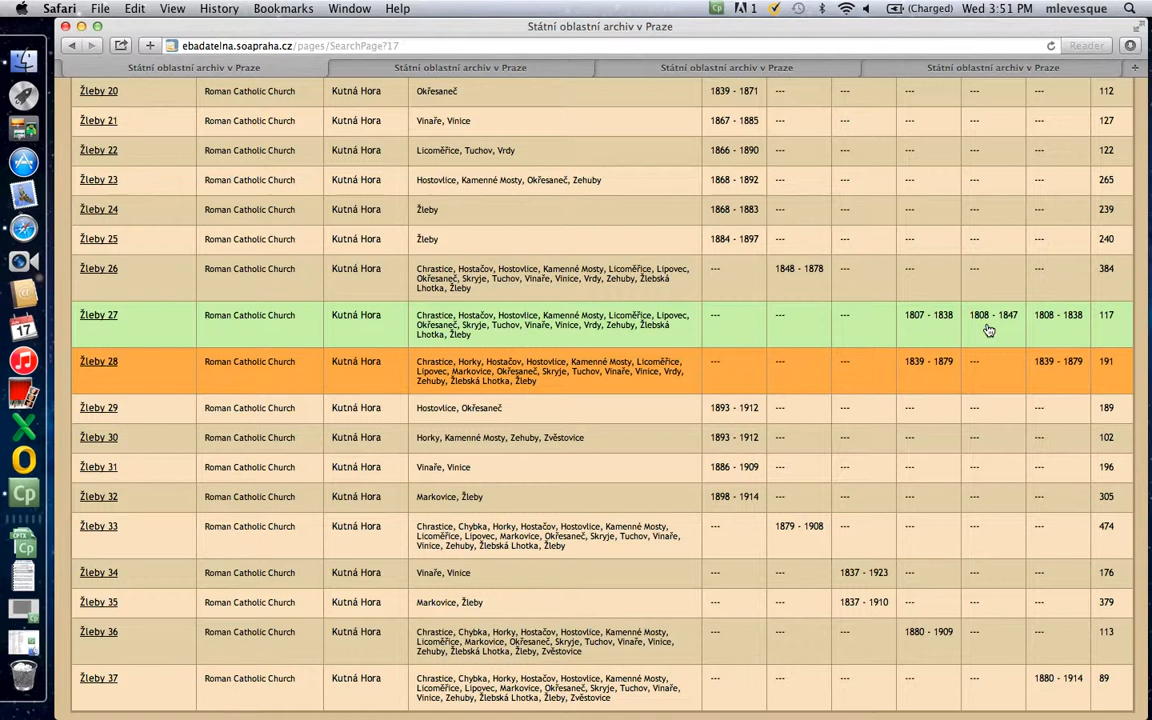 Safari File Edit View History Bookmarks Window Help 1 (Charged) Wed 3:51 PM mlevesque
Státní oblastní archiv v Praze
ebadatelna.soapraha.cz/pages/SearchPage?17 Reader
Státní oblastní archiv v Praze Státní oblastní archiv v Praze Státní oblastní archiv v Praze Státní oblastní archiv v Praze
Žleby 20 Roman Catholic Church Kutná Hora Okřesaneč 1839 - 1871 --- --- --- --- --- 112
Žleby 21 Roman Catholic Church Kutná Hora Vinaře, Vinice 1867 - 1885 --- --- --- --- --- 127
Žleby 22 Roman Catholic Church Kutná Hora Licoměřice, Tuchov, Vrdy 1866 - 1890 --- --- --- --- --- 122
Žleby 23 Roman Catholic Church Kutná Hora Hostovlice, Kamenné Mosty, Okřesaneč, Zehuby 1868 - 1892 --- --- --- --- --- 265
Žleby 24 Roman Catholic Church Kutná Hora Žleby 1868 - 1883 --- --- --- --- --- 239
Žleby 25 Roman Catholic Church Kutná Hora Žleby 1884 - 1897 --- --- --- --- --- 240
Žleby 26 Roman Catholic Church Kutná Hora Chrastice, Hostačov, Hostovlice, Kamenné Mosty, Licoměřice, Lipovec, --- 1848 - 1878 --- --- --- --- 384
Okřesaneč, Skryje, Tuchov, Vinaře, Vinice, Vrdy, Zehuby, Žlebská
Lhotka, Žleby
Žleby 27 Roman Catholic Church Kutná Hora Chrastice, Hostačov, Hostovlice, Kamenné Mosty, Licoměřice, Lipovec, --- --- --- 1807 - 1838 1808 - 1847 1808 - 1838 117
Okřesaneč, Skryje, Tuchov, Vinaře, Vinice, Vrdy, Zehuby, Žlebská
Lhotka, Žleby
Žleby 28 Roman Catholic Church Kutná Hora Chrastice, Horky, Hostačov, Hostovlice, Kamenné Mosty, Licoměřice, --- --- --- 1839 - 1879 --- 1839 - 1879 191
Lipovec, Markovice, Okřesaneč, Skryje, Tuchov, Vinaře, Vinice, Vrdy,
Zehuby, Žlebská Lhotka, Žleby
Žleby 29 Roman Catholic Church Kutná Hora Hostovlice, Okřesaneč 1893 - 1912 --- --- --- --- --- 189
Žleby 30 Roman Catholic Church Kutná Hora Horky, Kamenné Mosty, Zehuby, Zvěstovice 1893 - 1912 --- --- --- --- --- 102
Žleby 31 Roman Catholic Church Kutná Hora Vinaře, Vinice 1886 - 1909 --- --- --- --- --- 196
Žleby 32 Roman Catholic Church Kutná Hora Markovice, Žleby 1898 - 1914 --- --- --- --- --- 305
Žleby 33 Roman Catholic Church Kutná Hora Chrastice, Chybka, Horky, Hostačov, Hostovlice, Kamenné Mosty, --- 1879 - 1908 --- --- --- --- 474
Licoměřice, Lipovec, Markovice, Okřesaneč, Skryje, Tuchov, Vinaře,
Vinice, Zehuby, Žlebská Lhotka, Žleby
Žleby 34 Roman Catholic Church Kutná Hora Vinaře, Vinice --- --- 1837 - 1923 --- --- --- 176
Žleby 35 Roman Catholic Church Kutná Hora Markovice, Žleby --- --- 1837 - 1910 --- --- --- 379
Žleby 36 Roman Catholic Church Kutná Hora Chrastice, Chybka, Horky, Hostačov, Hostovlice, Kamenné Mosty, --- --- --- 1880 - 1909 --- --- 113
Licoměřice, Markovice, Okřesaneč, Skryje, Tuchov, Vinaře, Vinice,
Zehuby, Žlebská Lhotka, Žleby, Zvěstovice
Žleby 37 Roman Catholic Church Kutná Hora Chrastice, Chybka, Horky, Hostačov, Hostovlice, Kamenné Mosty, --- --- --- --- --- 1880 - 1914 89
Licoměřice, Lipovec, Markovice, Okřesaneč, Skryje, Tuchov, Vinaře,
Vinice, Zehuby, Žlebská Lhotka, Žleby, Zvěstovice
17
Cp
Cp